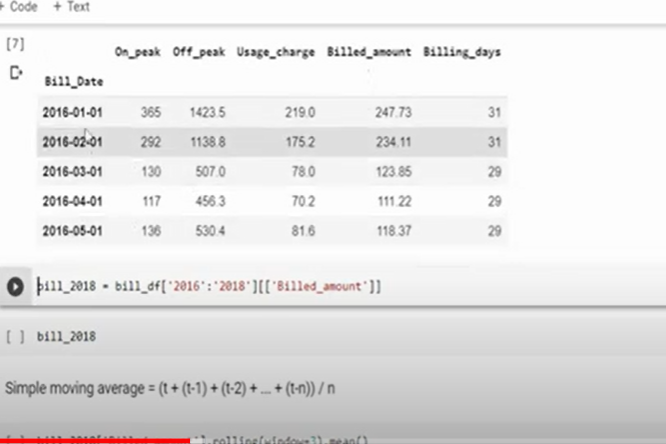 + Code + Text
[7]
On_peak Off_peak Usage_charge Billed_amount Billing_days
Bill_Date
2016-01-01 365 1423.5 219.0 247.73 31
2016-02-01 292 1138.8 175.2 234.11 31
2016-03-01 130 507.0 78.0 123.85 29
2016-04-01 117 456.3 70.2 111.22 29
2016-05-01 136 530.4 81.6 118.37 29
bill_2018 = bill_df['2016':'2018'][['Billed_amount']]
[ ] bill_2018
Simple moving average = (t + (t-1) + (t-2) + ... + (t-n)) / n
].rolling(window=3).mean()